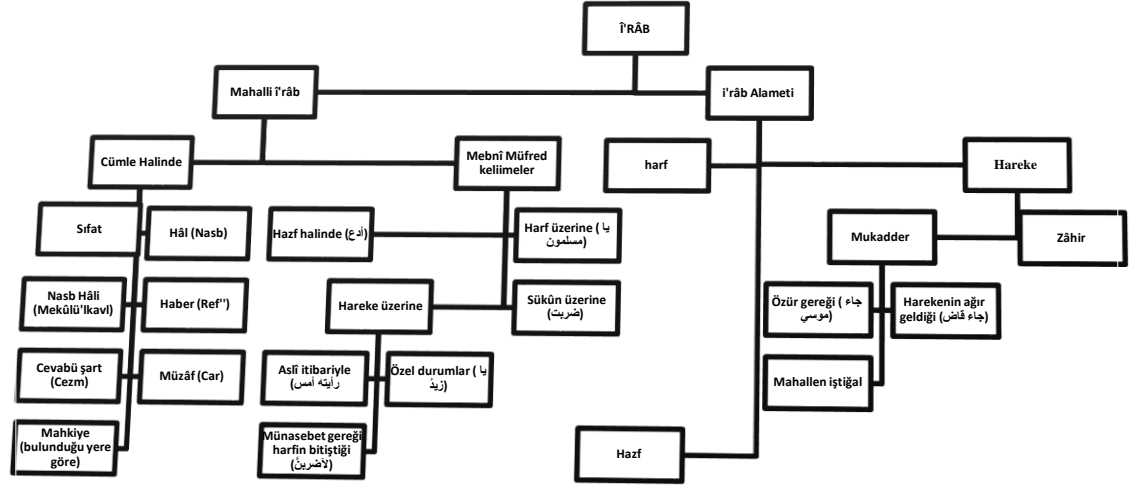 Î'RÂB
Mahalli î'râb
i'râb Alameti
Cümle Halinde
Mebnî Müfred
keliimeler
harf
Hareke
Sıfat
Hâl (Nasb)
Hazf halinde (أدع)
Harf üzerine ( يا
مسلمون)
Mukadder
Zâhir
Nasb Hâli
(Mekûlü'lkavl)
Haber (Ref'')
Hareke üzerine
Sükûn üzerine
(ضربت)
Özür gereği ( جاء
موسي)
Harekenin ağır
geldiği (جاء قاض)
Cevabü şart
(Cezm)
Müzâf (Car)
Aslî itibariyle
(رأيته أمس
Özel durumlar ( يا
زيدُ)
Mahallen iştiğal
Mahkiye
(bulunduğu yere
göre)
Münasebet gereği
harfin bitiştiği
(لأضربنَّ)
Hazf